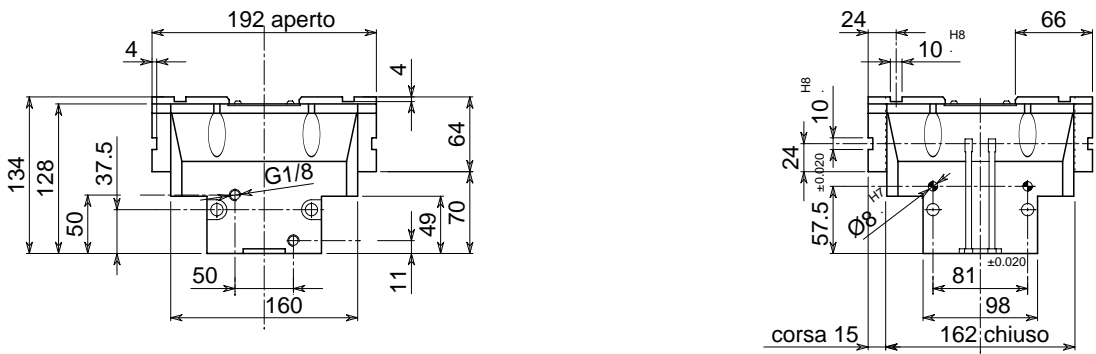 192 aperto
4
4
134
128
37.5
50
G1/8
64
49
70
50
11
160
24
66
10 H8
10 H8
24
57.5 ±0.020
Ø8 H7
±0.020
81
98
corsa 15
162 chiuso